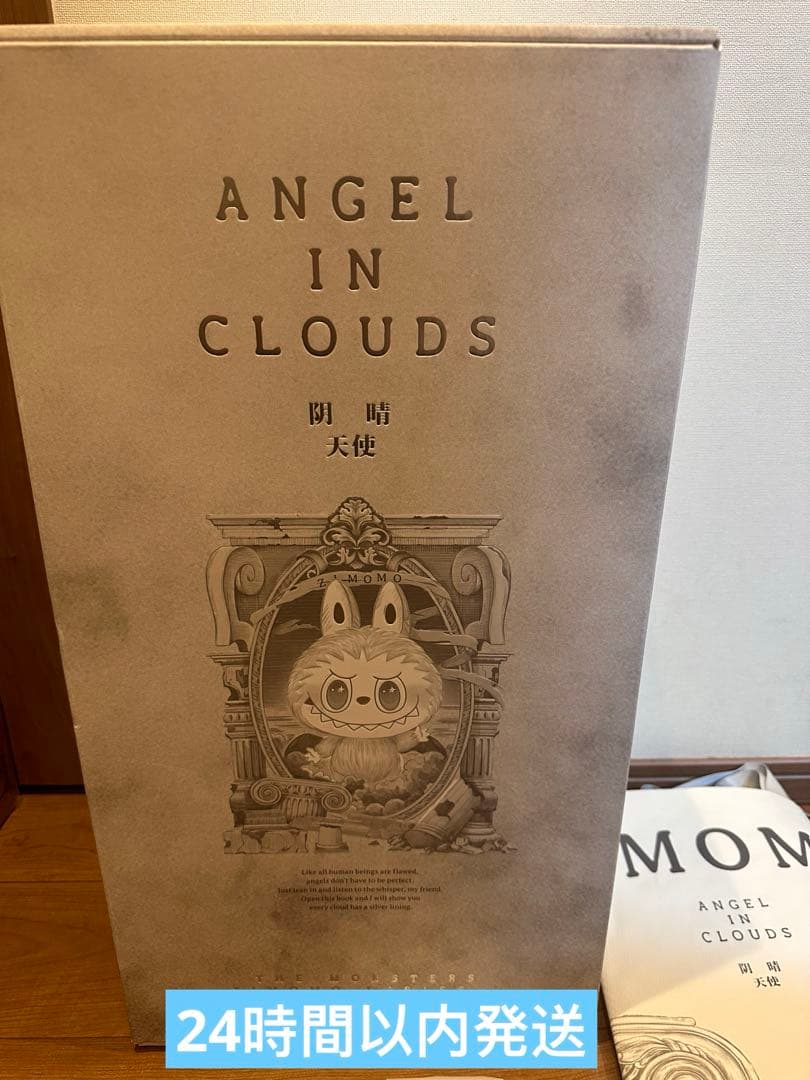 ANGEL
IN
CLOUDS
阴 晴
天使
ZIMOMO
Like all human beings are flawed,
angels don't have to be perfect.
Just lean in and listen to the whisper, my friend.
Open this book and I will show you
every cloud has a silver lining.
THE MONSTERS
24時間以内発送
MOM
ANGEL
IN
CLOUDS
阴 晴
天使